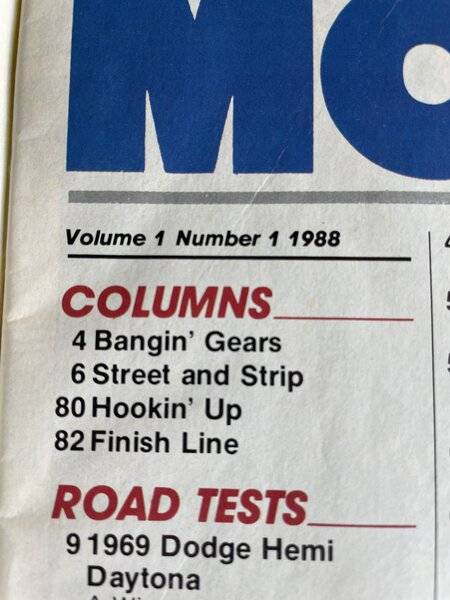 MO
Volume 1 Number 1 1988
COLUMNS
4 Bangin' Gears
6 Street and Strip
80 Hookin' Up
82 Finish Line
ROAD TESTS
9 1969 Dodge Hemi
Daytona